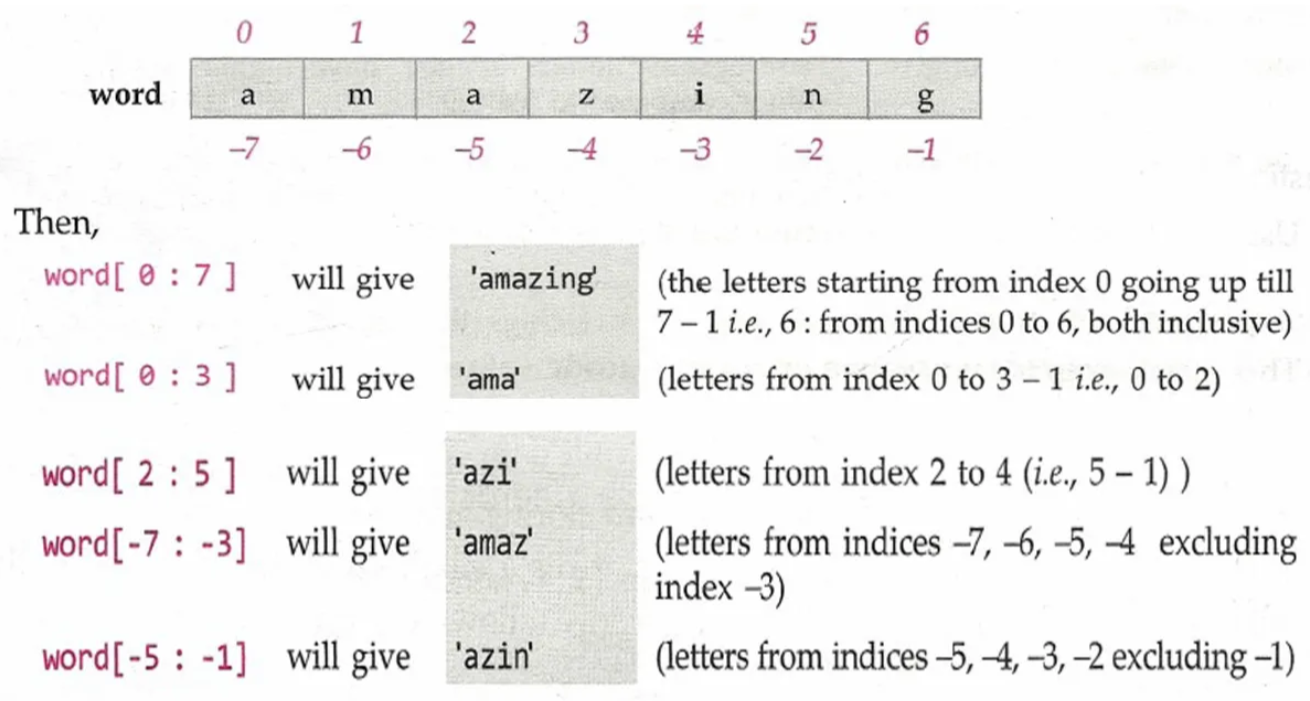 0 1 2 3 4 5 6
word a m a z i n g
–7 –6 –5 –4 –3 –2 –1
Then,
word[ 0 : 7 ] will give 'amazing' (the letters starting from index 0 going up till
7 – 1 i.e., 6 : from indices 0 to 6, both inclusive)
word[ 0 : 3 ] will give 'ama' (letters from index 0 to 3 – 1 i.e., 0 to 2)
word[ 2 : 5 ] will give 'azi' (letters from index 2 to 4 (i.e., 5 – 1) )
word[-7 : -3] will give 'amaz' (letters from indices –7, –6, –5, –4 excluding
index –3)
word[-5 : -1] will give 'azin' (letters from indices –5, –4, –3, –2 excluding –1)